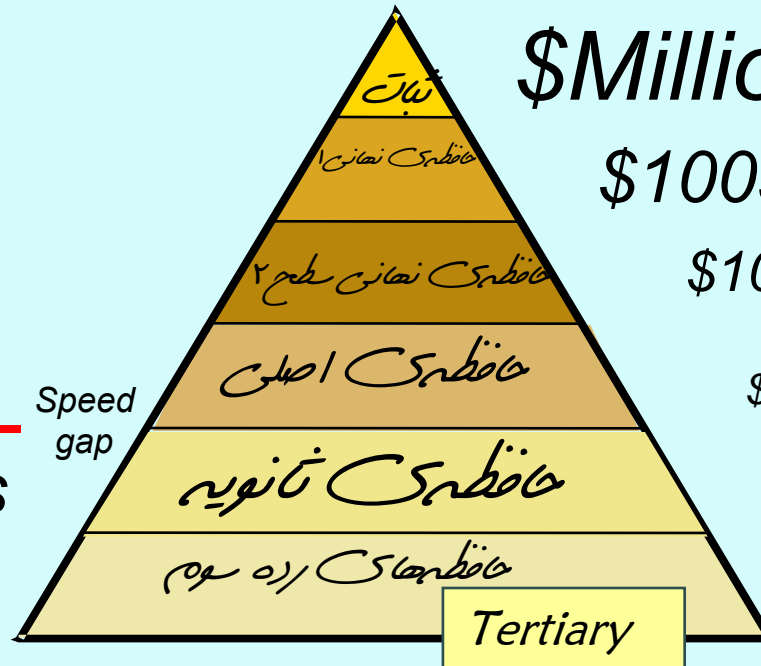 ثبات
$Millio
حافظه‌ی نهانی ۱
$100s
حافظه‌ی نهانی سطح ۲
$10
حافظه‌ی اصلی
$
Speed
gap
s
حافظه‌ی ثانویه
حافظه‌های رده سوم
Tertiary